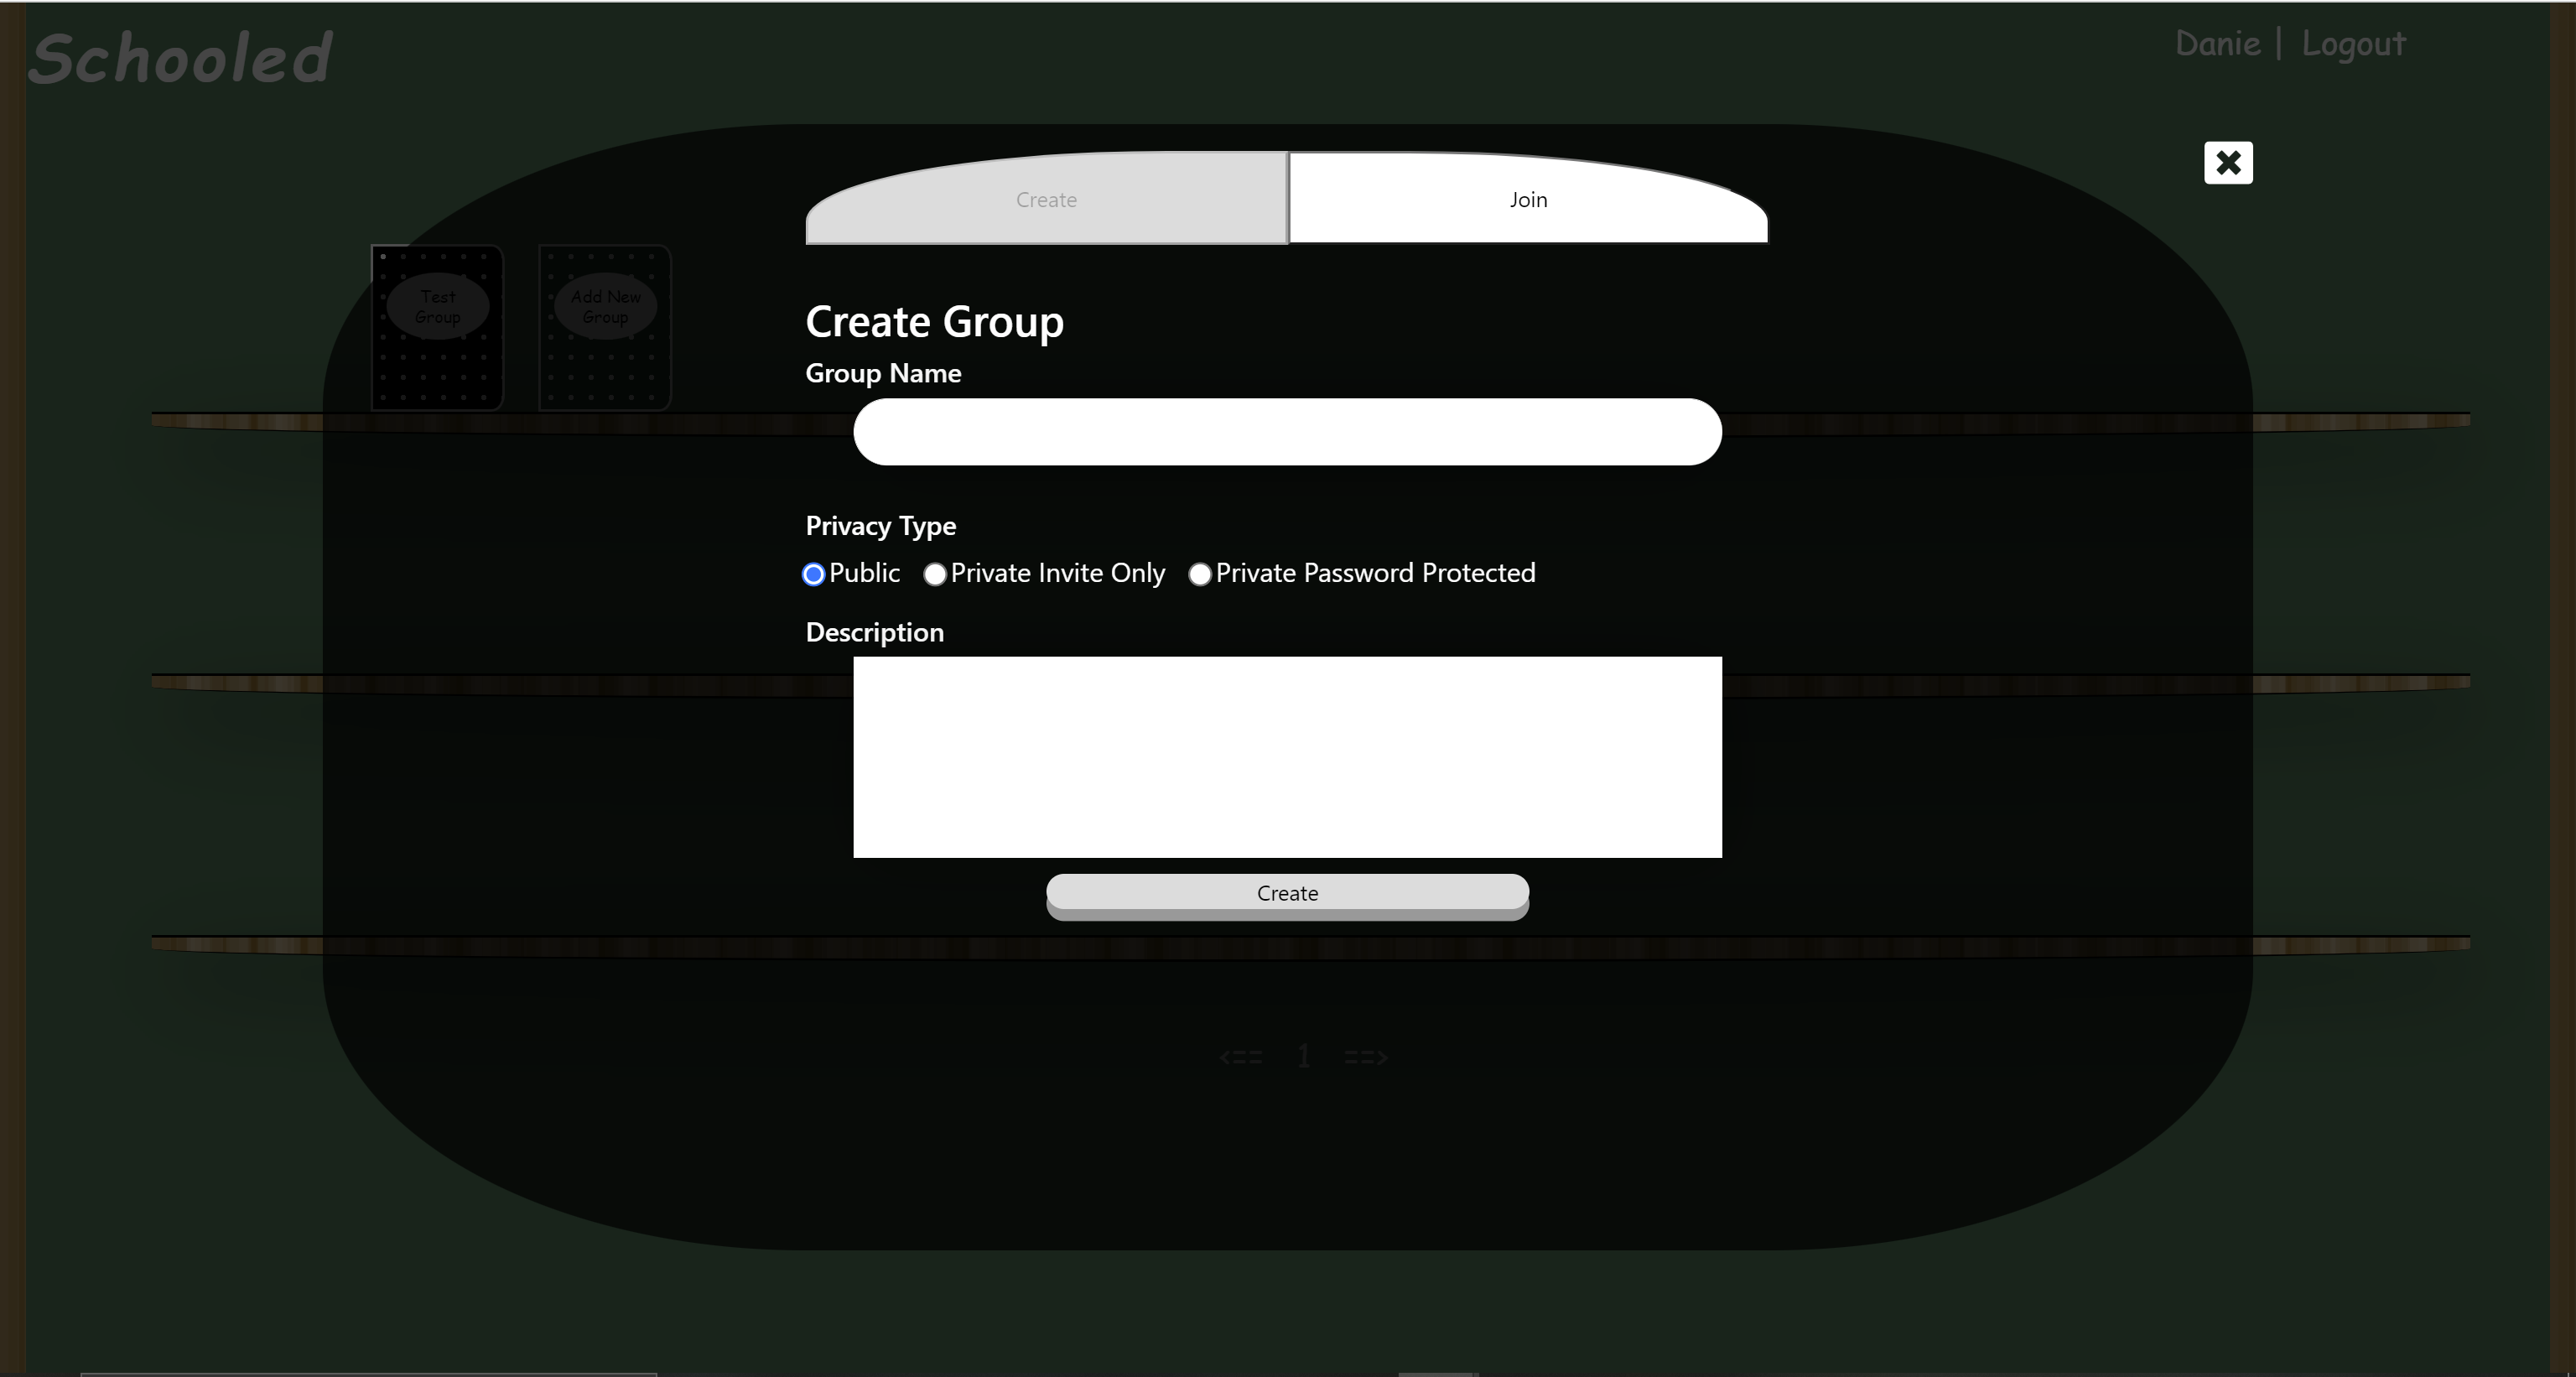 Schooled
Danie | Logout
Create
Join
Test
Group
Add New
Group
Create Group
Group Name
Privacy Type
Public Private Invite Only Private Password Protected
Description
Create
<== 1 ==>